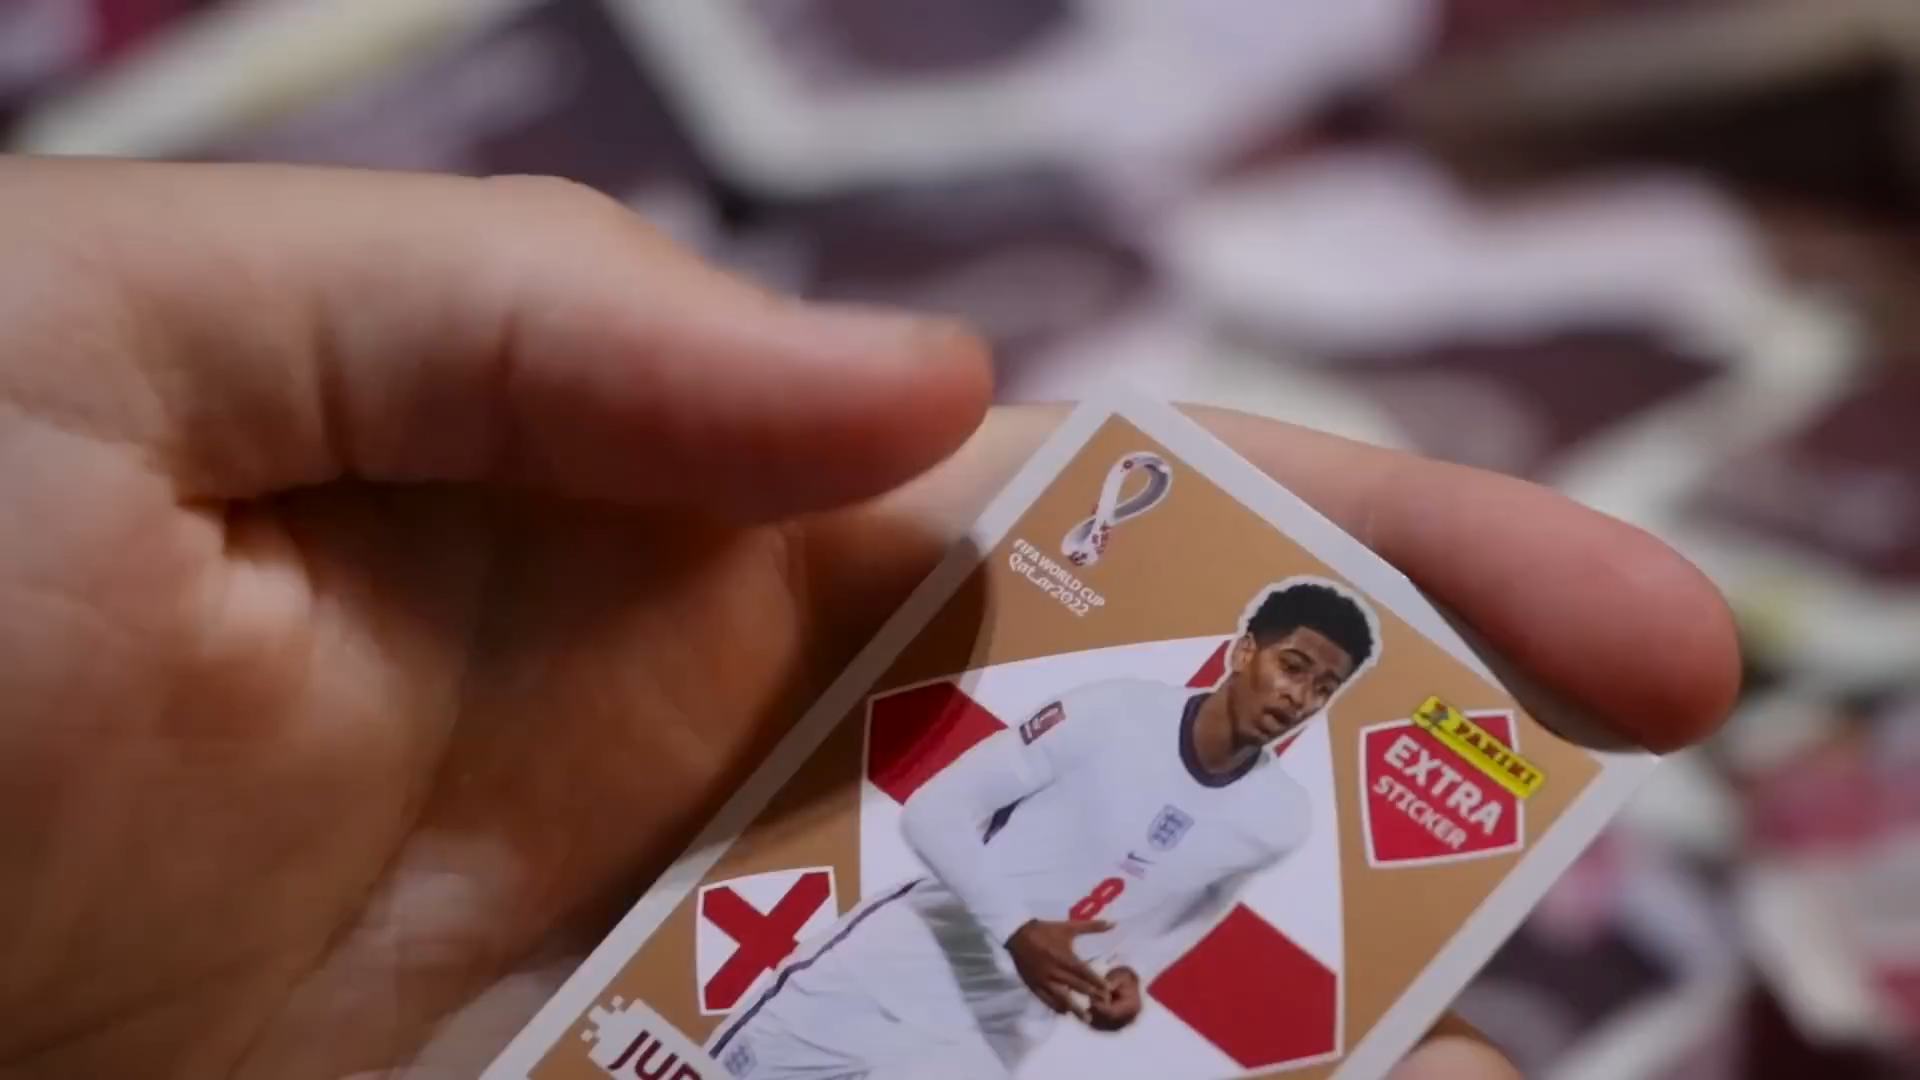 FIFA WORLD CUP
Qatar2022
PANINI
EXTRA
STICKER
8
JUD